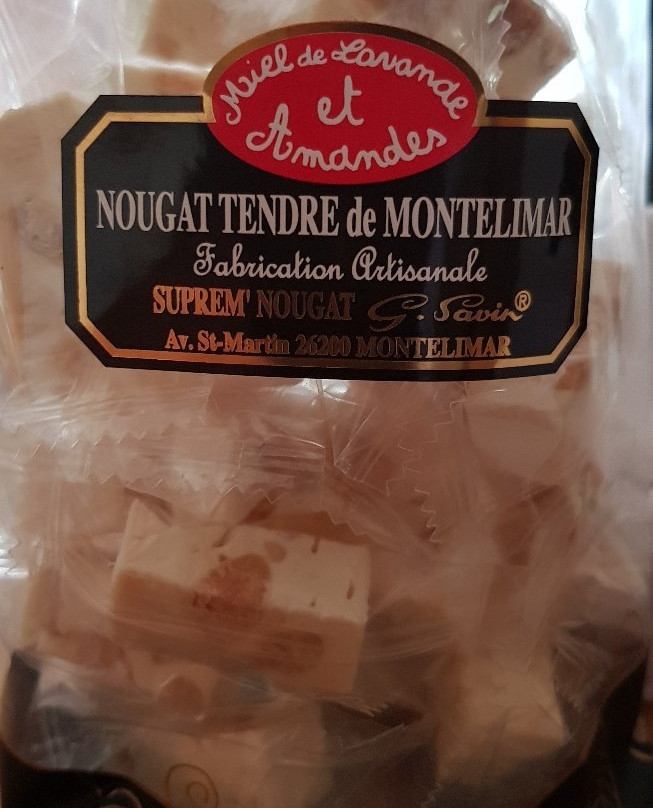 Miel de Lavande
et
Amandes
NOUGAT TENDRE de MONTELIMAR
Fabrication Artisanale
SUPREM' NOUGAT G. Savin®
Av. St-Martin 26200 MONTELIMAR